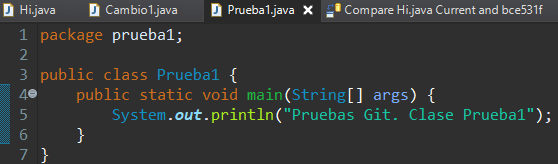 Hi.java Cambio1.java Prueba1.java Compare Hi.java Current and bce531f
1 package prueba1;
2
3 public class Prueba1 {
4 public static void main(String[] args) {
5 System.out.println("Pruebas Git. Clase Prueba1");
6 }
7 }